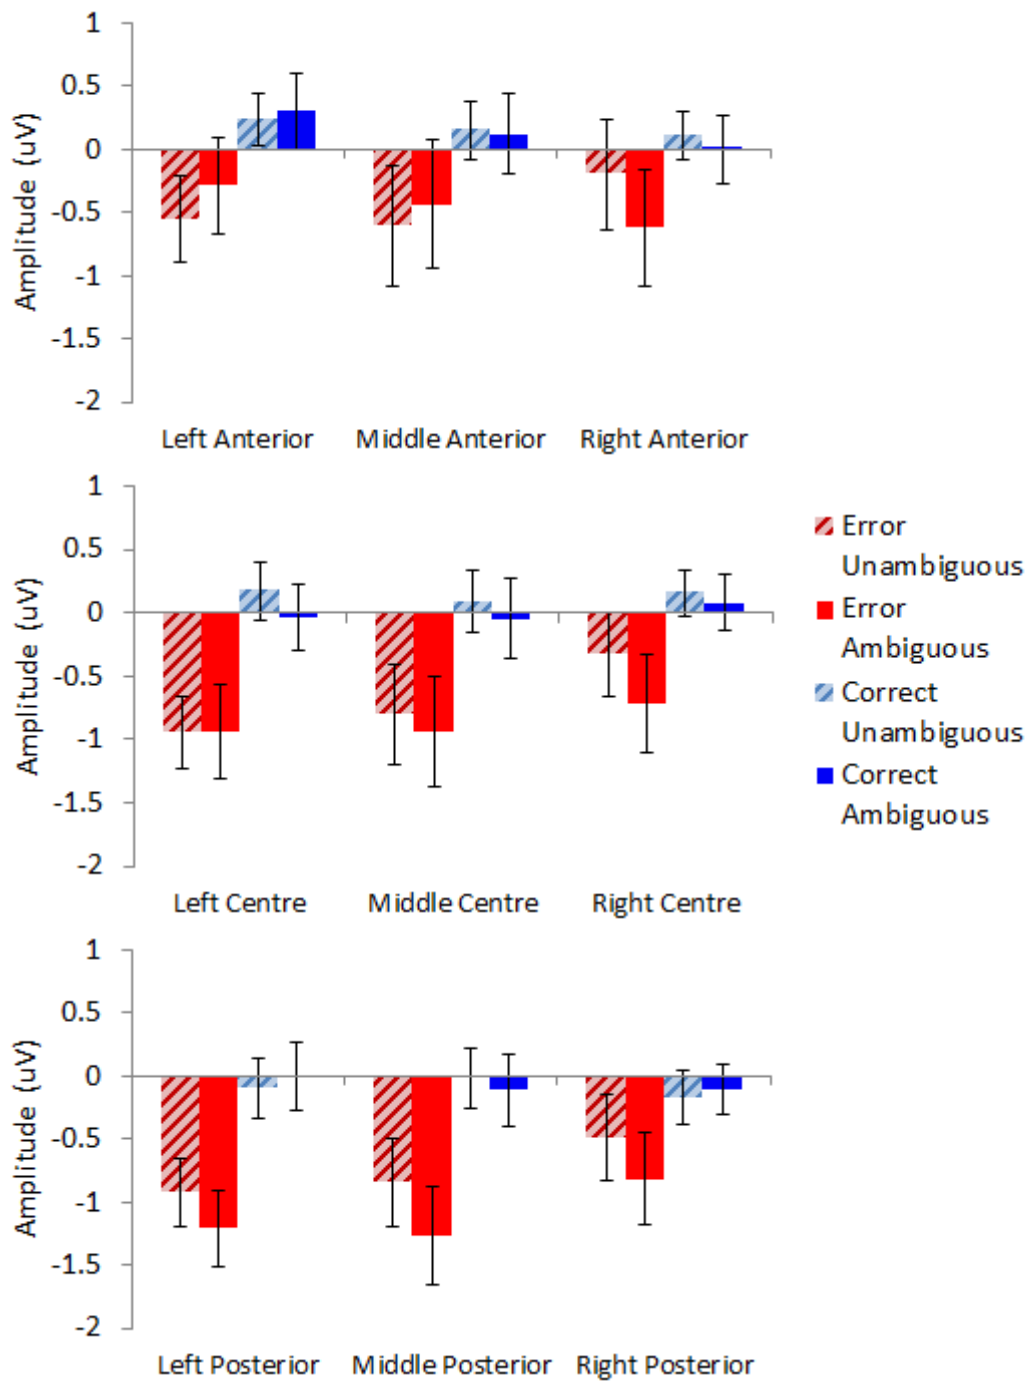 1
0.5
0
-0.5
-1
-1.5
-2
Amplitude (uV)
Left Anterior Middle Anterior Right Anterior
1
0.5
0
-0.5
-1
-1.5
-2
Amplitude (uV)
Left Centre Middle Centre Right Centre
Error
Unambiguous
Error
Ambiguous
Correct
Unambiguous
Correct
Ambiguous
1
0.5
0
-0.5
-1
-1.5
-2
Amplitude (uV)
Left Posterior Middle Posterior Right Posterior